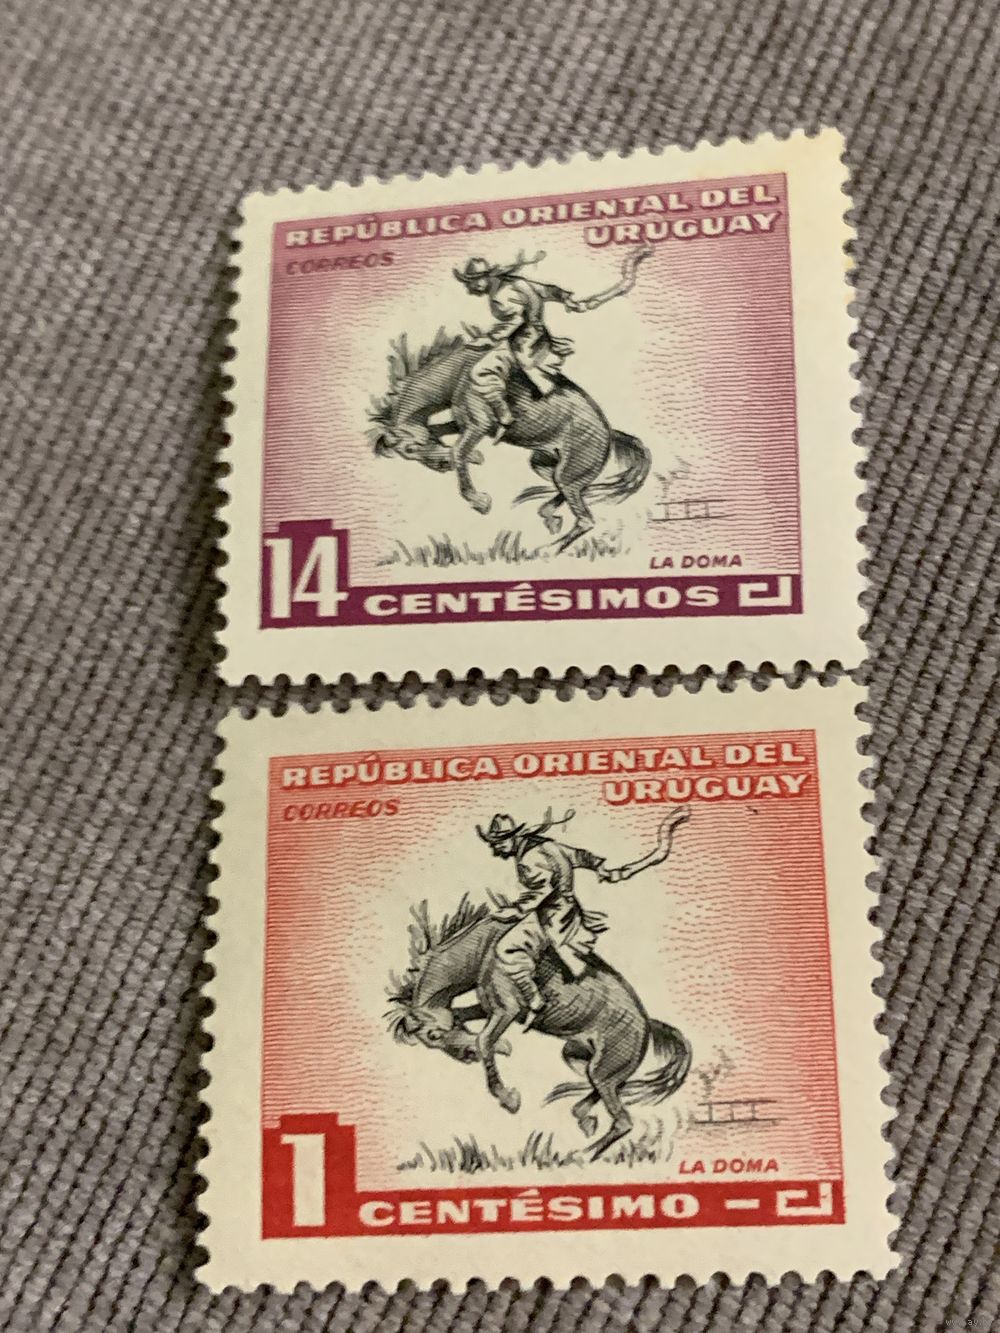 REPÚBLICA ORIENTAL DEL
URUGUAY
CORREOS
LA DOMA
14 CENTÉSIMOS
REPÚBLICA ORIENTAL DEL
URUGUAY
CORREOS
LA DOMA
1 CENTÉSIMO -